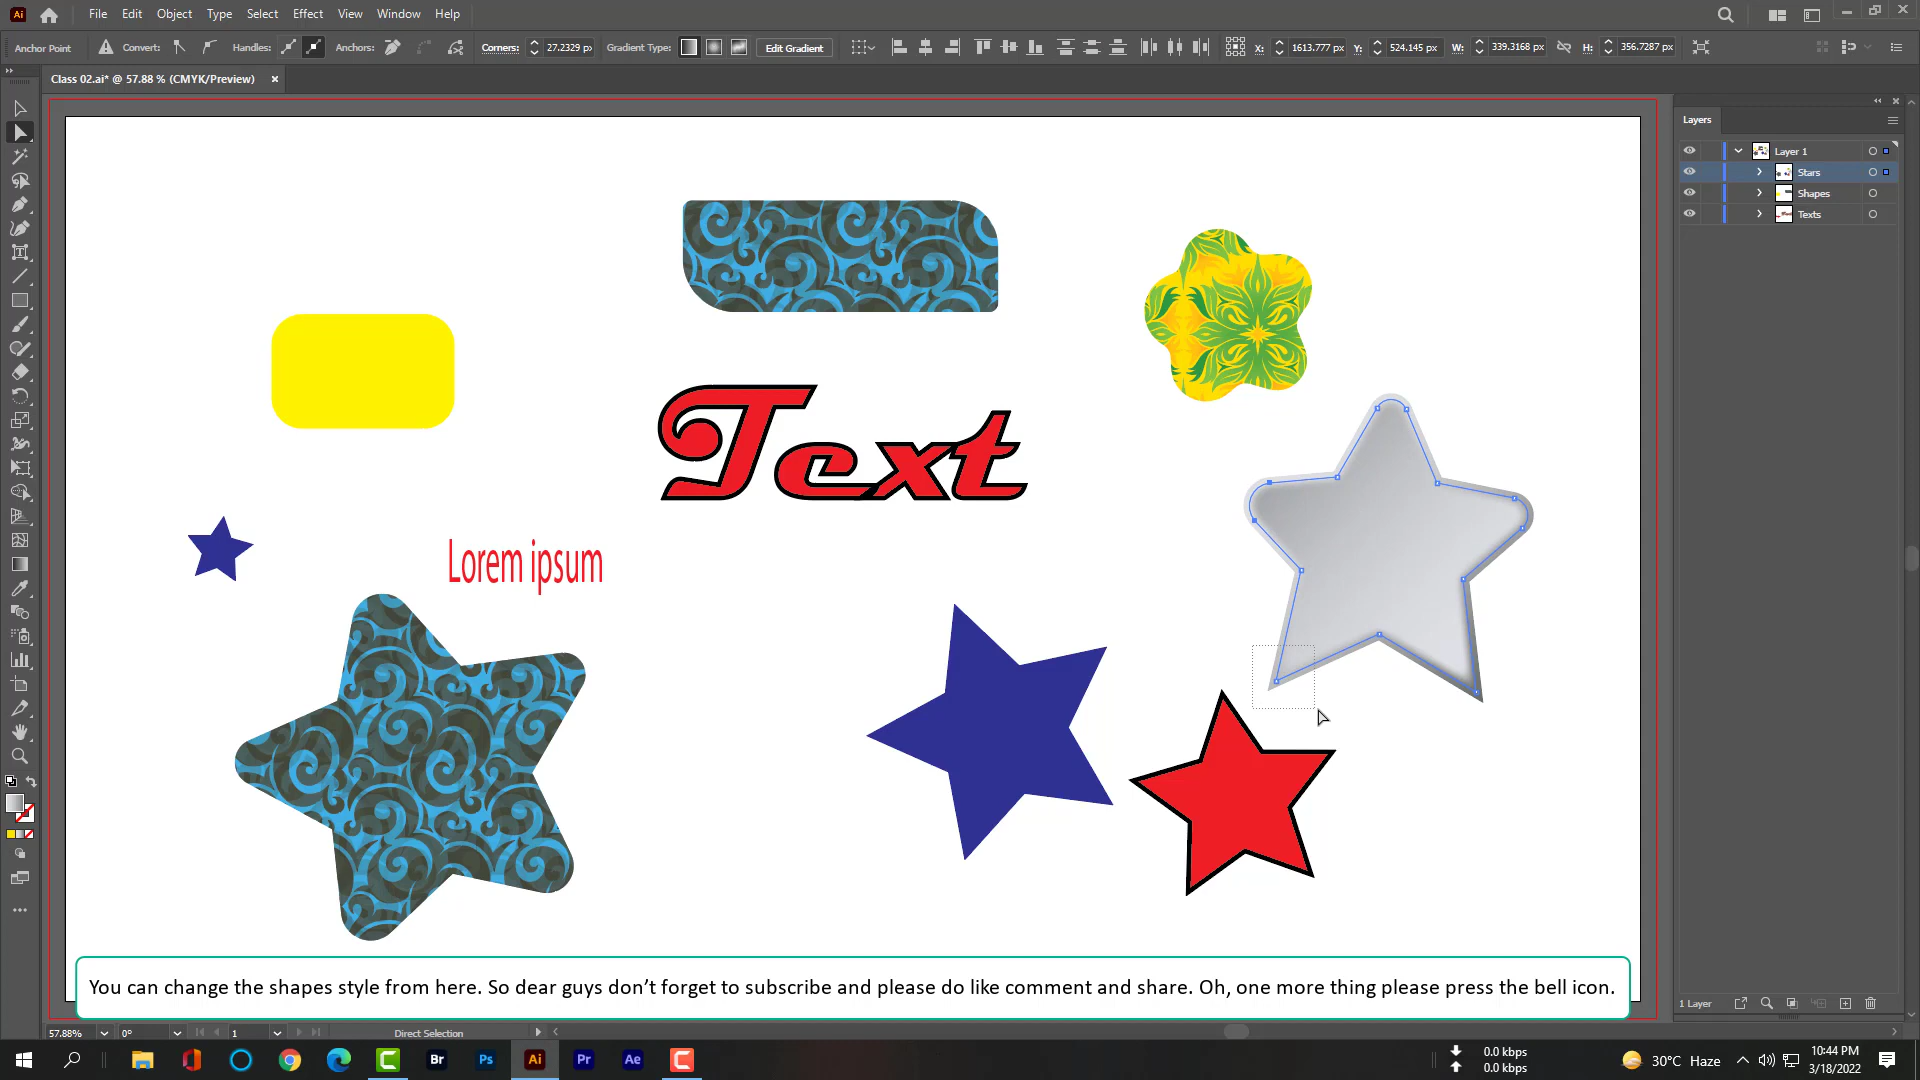 Ai File Edit Object Type Select Effect View Window Help
Anchor Point Convert: Handles: Anchors: Corners: 27.2329 px Gradient Type: Edit Gradient X: 1613.777 px Y: 524.145 px W: 339.3168 px H: 356.7287 px
Class 02.ai* @ 57.88 % (CMYK/Preview)
Layers
Layer 1
Stars
Shapes
Texts
Text
Lorem ipsum
You can change the shapes style from here. So dear guys don’t forget to subscribe and please do like comment and share. Oh, one more thing please press the bell icon.
1 Layer
57.88% 0° 1 Direct Selection
Br Ps Ai Pr Ae
0.0 kbps
0.0 kbps
30°C Haze
10:44 PM
3/18/2022